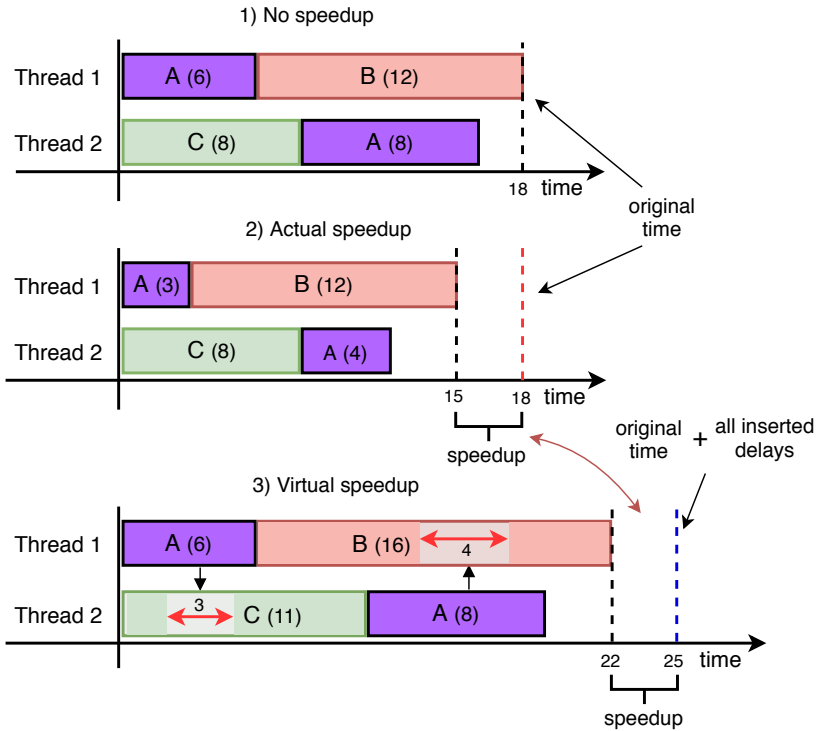 1) No speedup
Thread 1
A (6)
B (12)
Thread 2
C (8)
A (8)
18
time
original
time
2) Actual speedup
Thread 1
A (3)
B (12)
Thread 2
C (8)
A (4)
15
18
time
speedup
original
time
+
all inserted
delays
3) Virtual speedup
Thread 1
A (6)
B (16)
4
Thread 2
3
C (11)
A (8)
22
25
time
speedup